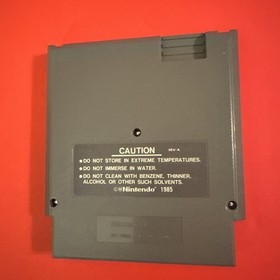 CAUTION REV-A
● DO NOT STORE IN EXTREME TEMPERATURES.
● DO NOT IMMERSE IN WATER.
● DO NOT CLEAN WITH BENZENE, THINNER,
ALCOHOL OR OTHER SUCH SOLVENTS.
©®Nintendo® 1985